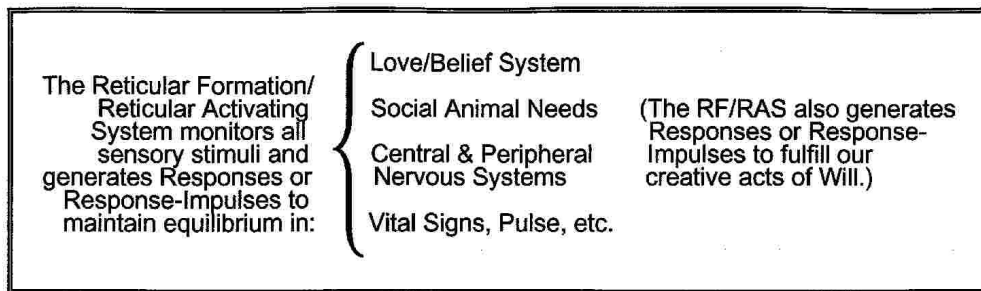 The Reticular Formation/
Reticular Activating
System monitors all
sensory stimuli and
generates Responses or
Response-Impulses to
maintain equilibrium in:
Love/Belief System
Social Animal Needs
Central & Peripheral
Nervous Systems
Vital Signs, Pulse, etc.
(The RF/RAS also generates
Responses or Response-
Impulses to fulfill our
creative acts of Will.)